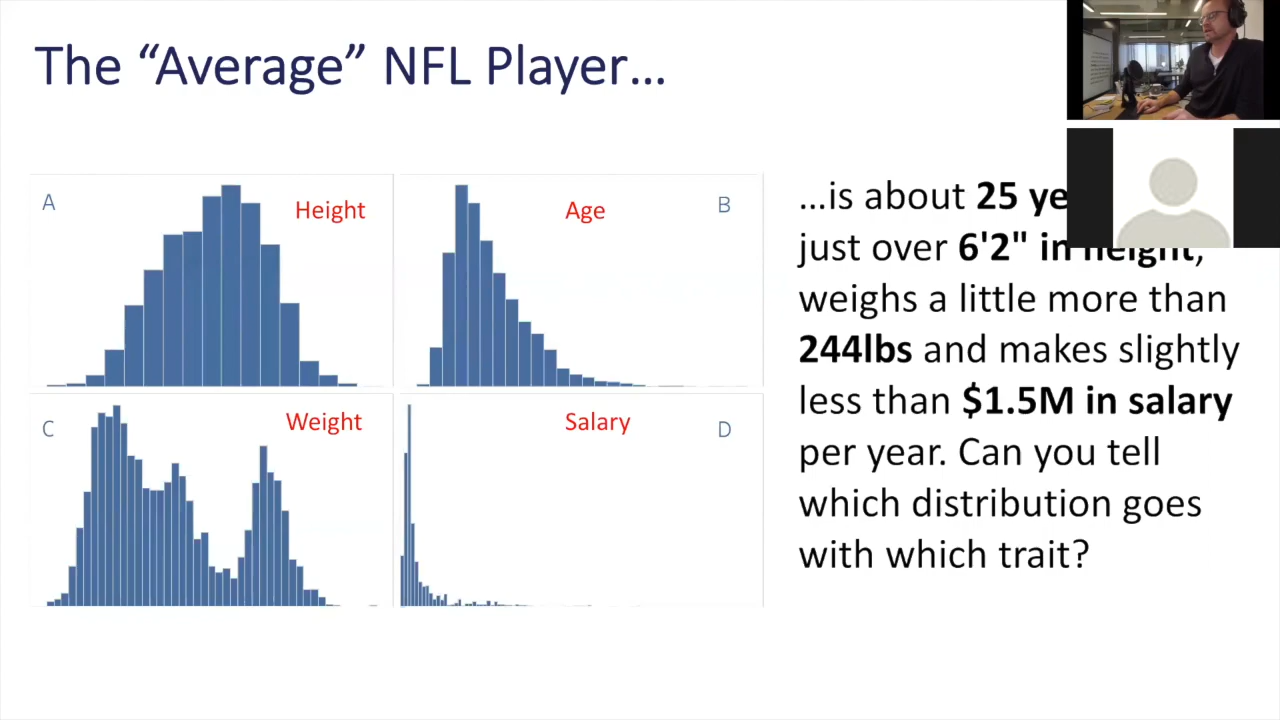 The “Average” NFL Player…
A
Height
Age
B
…is about 25
just over 6'2" in height,
weighs a little more than
244lbs and makes slightly
less than $1.5M in salary
per year. Can you tell
which distribution goes
with which trait?
C
Weight
Salary
D